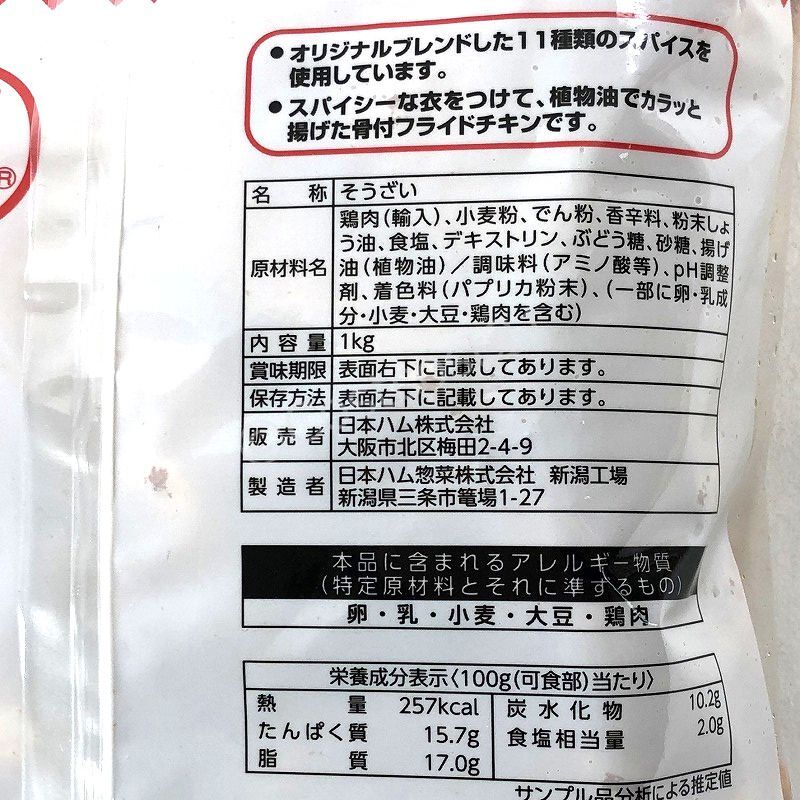 ®
●オリジナルブレンドした11種類のスパイスを
使用しています。
●スパイシーな衣をつけて、植物油でカラッと
揚げた骨付フライドチキンです。
名称 そうざい
原材料名 鶏肉(輸入)、小麦粉、でん粉、香辛料、粉末しょ
う油、食塩、デキストリン、ぶどう糖、砂糖、揚げ
油(植物油)/調味料(アミノ酸等)、pH調整
剤、着色料(パプリカ粉末)、(一部に卵・乳成
分・小麦・大豆・鶏肉を含む)
内容量 1kg
賞味期限 表面右下に記載してあります。
保存方法 表面右下に記載してあります。
販売者 日本ハム株式会社
大阪市北区梅田2-4-9
製造者 日本ハム惣菜株式会社 新潟工場
新潟県三条市篭場1-27
本品に含まれるアレルギー物質
(特定原材料とそれに準ずるもの)
卵・乳・小麦・大豆・鶏肉
栄養成分表示〈100g(可食部)当たり〉
熱量 257kcal 炭水化物 10.2g
たんぱく質 15.7g 食塩相当量 2.0g
脂質 17.0g
サンプル品分析による推定値